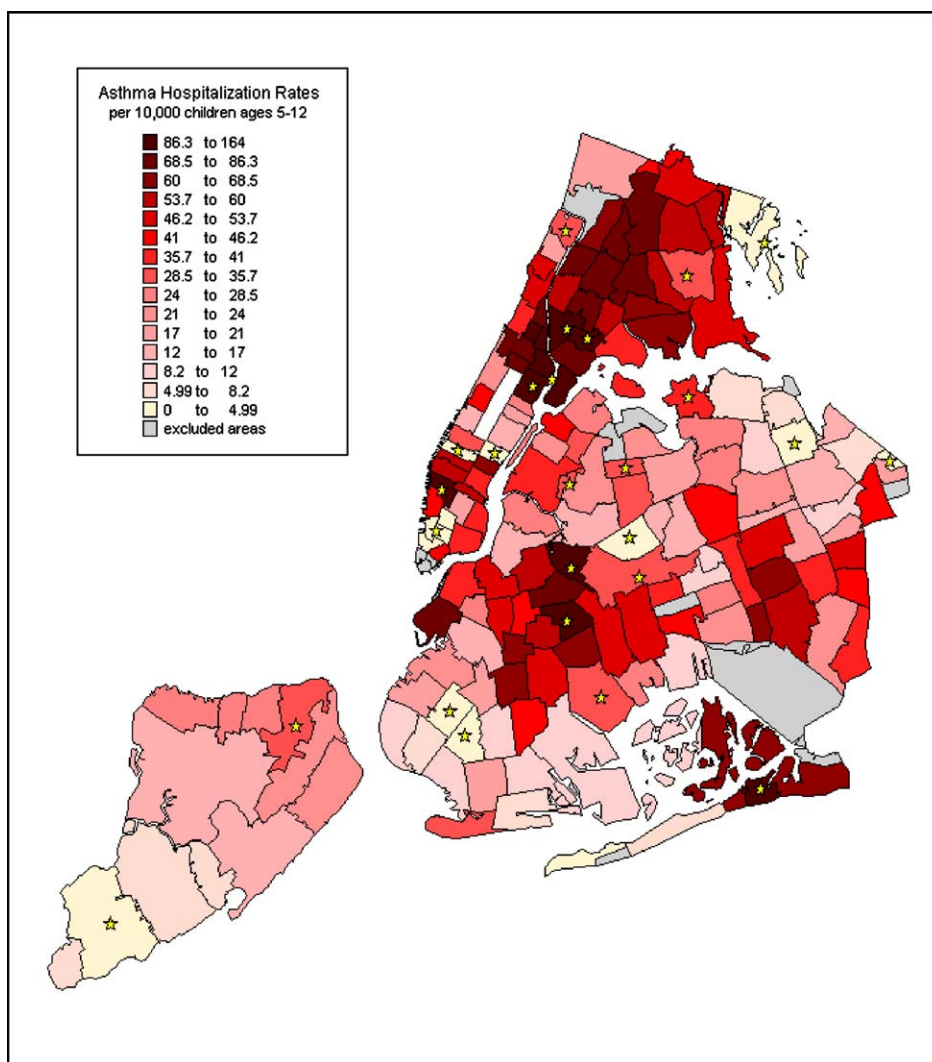 Asthma Hospitalization Rates
per 10,000 children ages 5-12
86.3 to 164
68.5 to 86.3
60 to 68.5
53.7 to 60
46.2 to 53.7
41 to 46.2
35.7 to 41
28.5 to 35.7
24 to 28.5
21 to 24
17 to 21
12 to 17
8.2 to 12
4.99 to 8.2
0 to 4.99
excluded areas